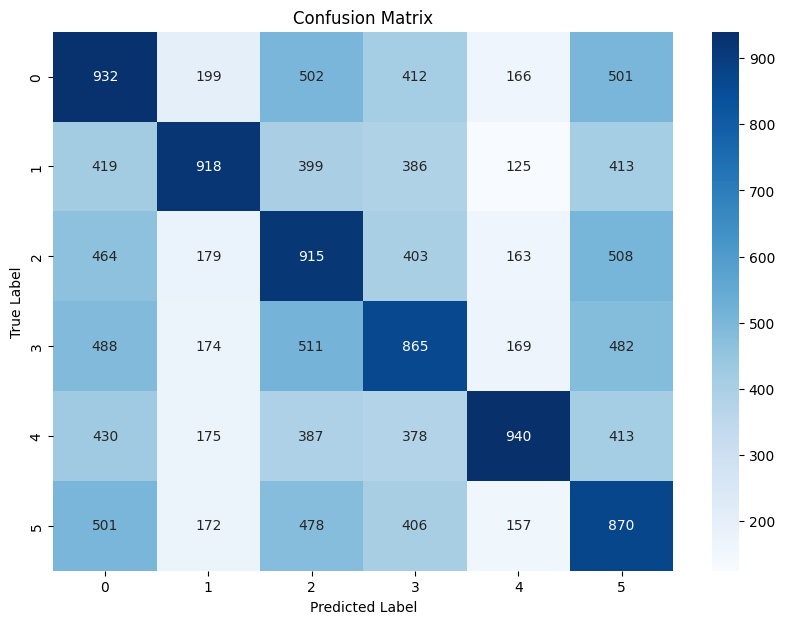 Confusion Matrix
True Label
0 932 199 502 412 166 501
1 419 918 399 386 125 413
2 464 179 915 403 163 508
3 488 174 511 865 169 482
4 430 175 387 378 940 413
5 501 172 478 406 157 870
0 1 2 3 4 5
Predicted Label
900
800
700
600
500
400
300
200